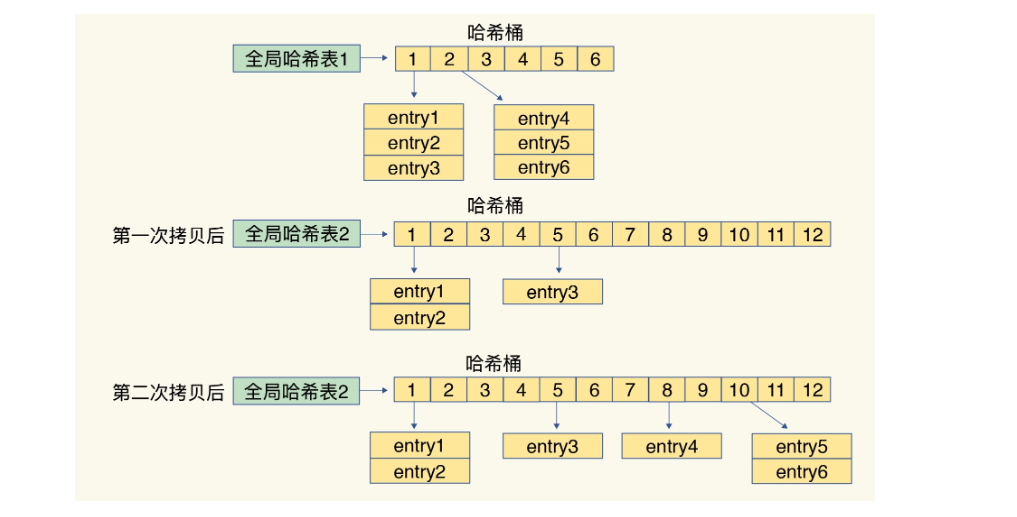 哈希桶
全局哈希表1 1 2 3 4 5 6
entry1 entry4
entry2 entry5
entry3 entry6
哈希桶
第一次拷贝后 全局哈希表2 1 2 3 4 5 6 7 8 9 10 11 12
entry1 entry3
entry2
哈希桶
第二次拷贝后 全局哈希表2 1 2 3 4 5 6 7 8 9 10 11 12
entry1 entry3 entry4 entry5
entry2 entry6